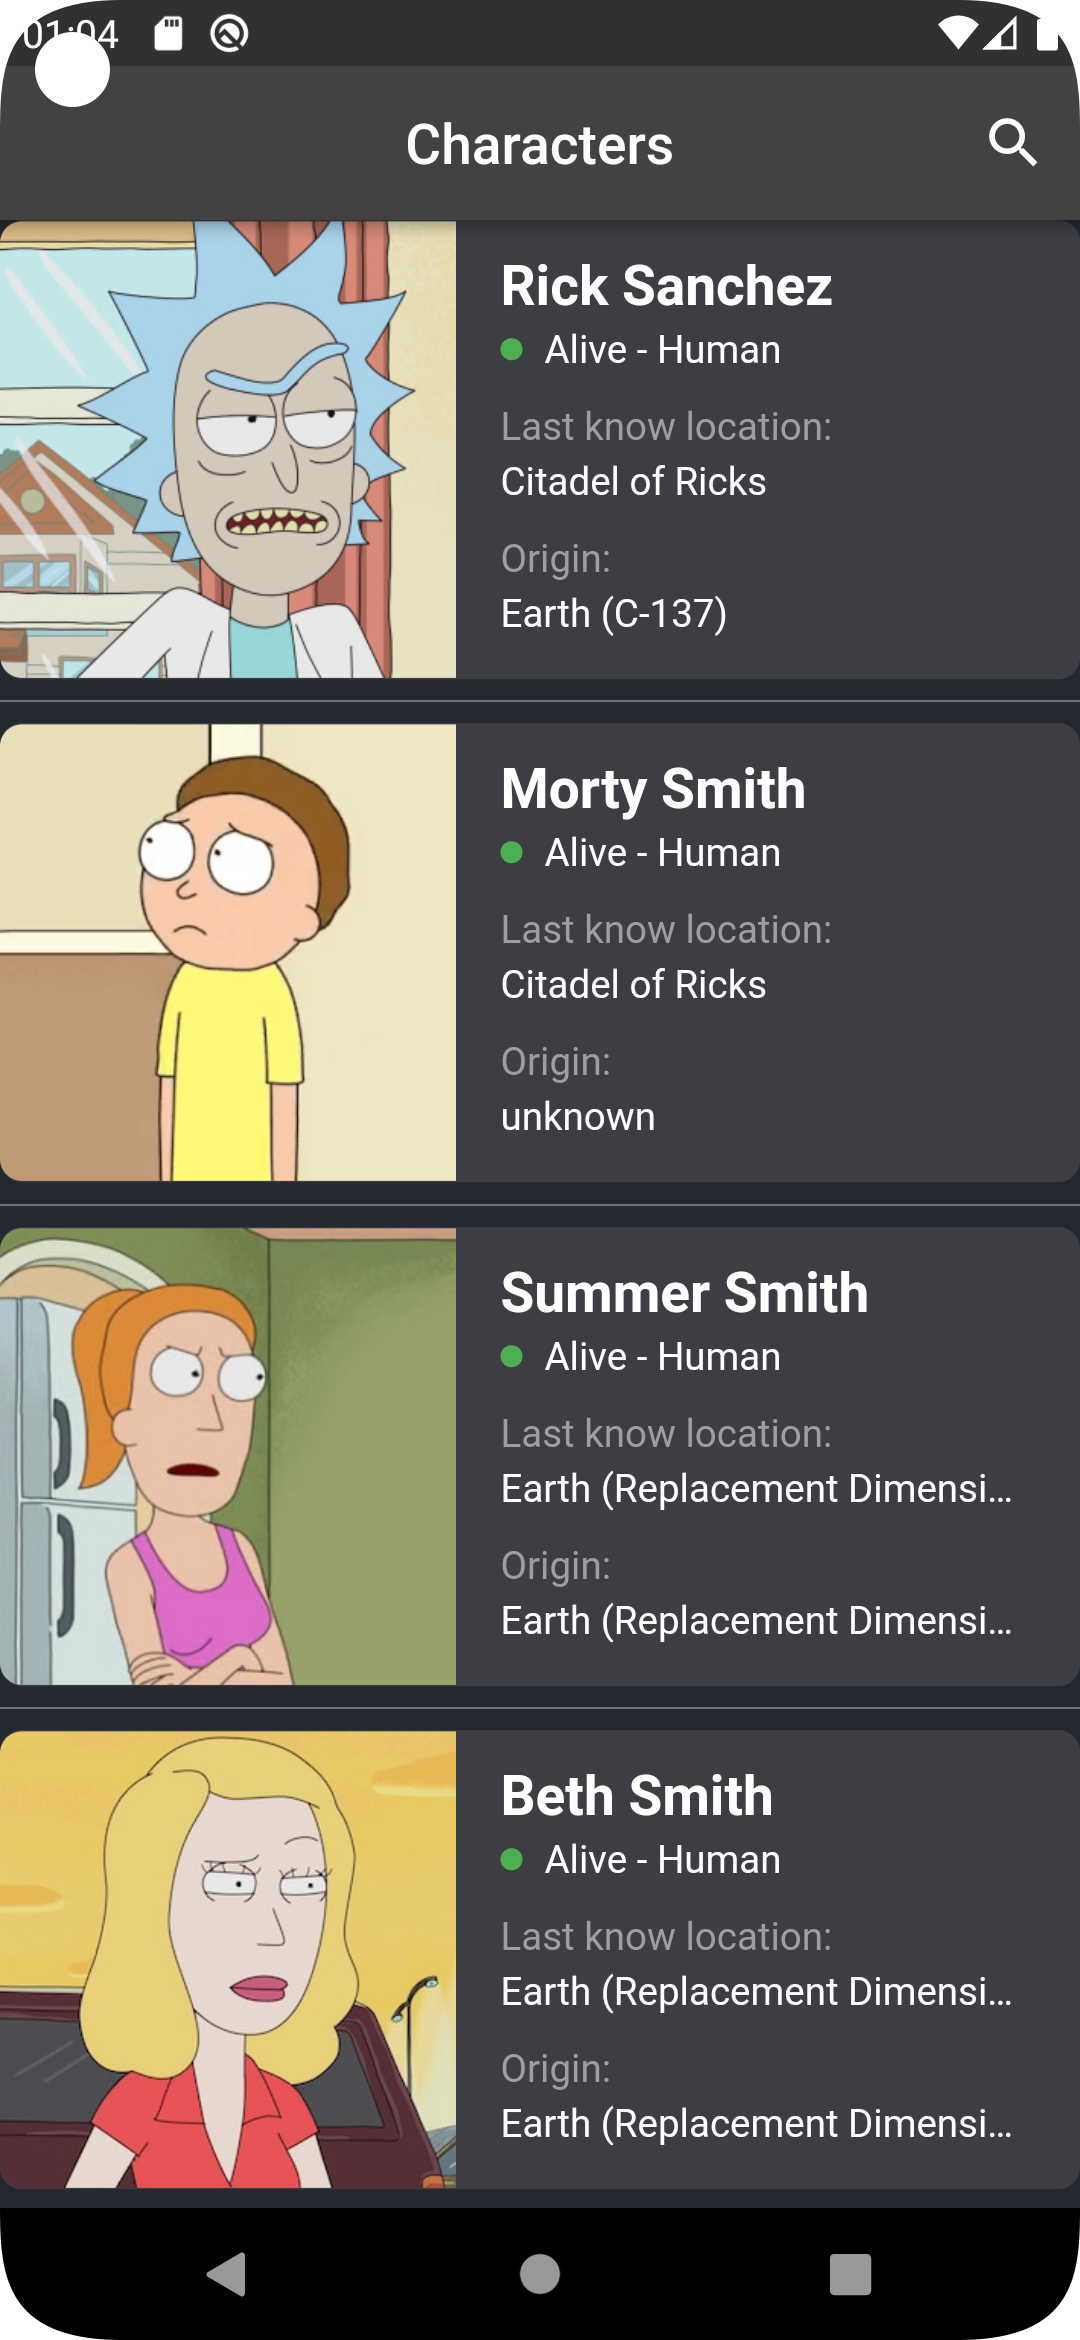 01:04
Characters
Rick Sanchez
Alive - Human
Last know location:
Citadel of Ricks
Origin:
Earth (C-137)
Morty Smith
Alive - Human
Last know location:
Citadel of Ricks
Origin:
unknown
Summer Smith
Alive - Human
Last know location:
Earth (Replacement Dimensi...
Origin:
Earth (Replacement Dimensi...
Beth Smith
Alive - Human
Last know location:
Earth (Replacement Dimensi...
Origin:
Earth (Replacement Dimensi...